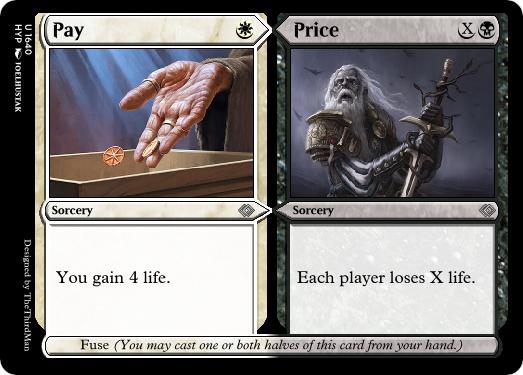 Pay
Sorcery
You gain 4 life.
Price
X
Sorcery
Each player loses X life.
Fuse (You may cast one or both halves of this card from your hand.)
U 1640
HYP IOELHUSTAK
Designed by TheThirdMan